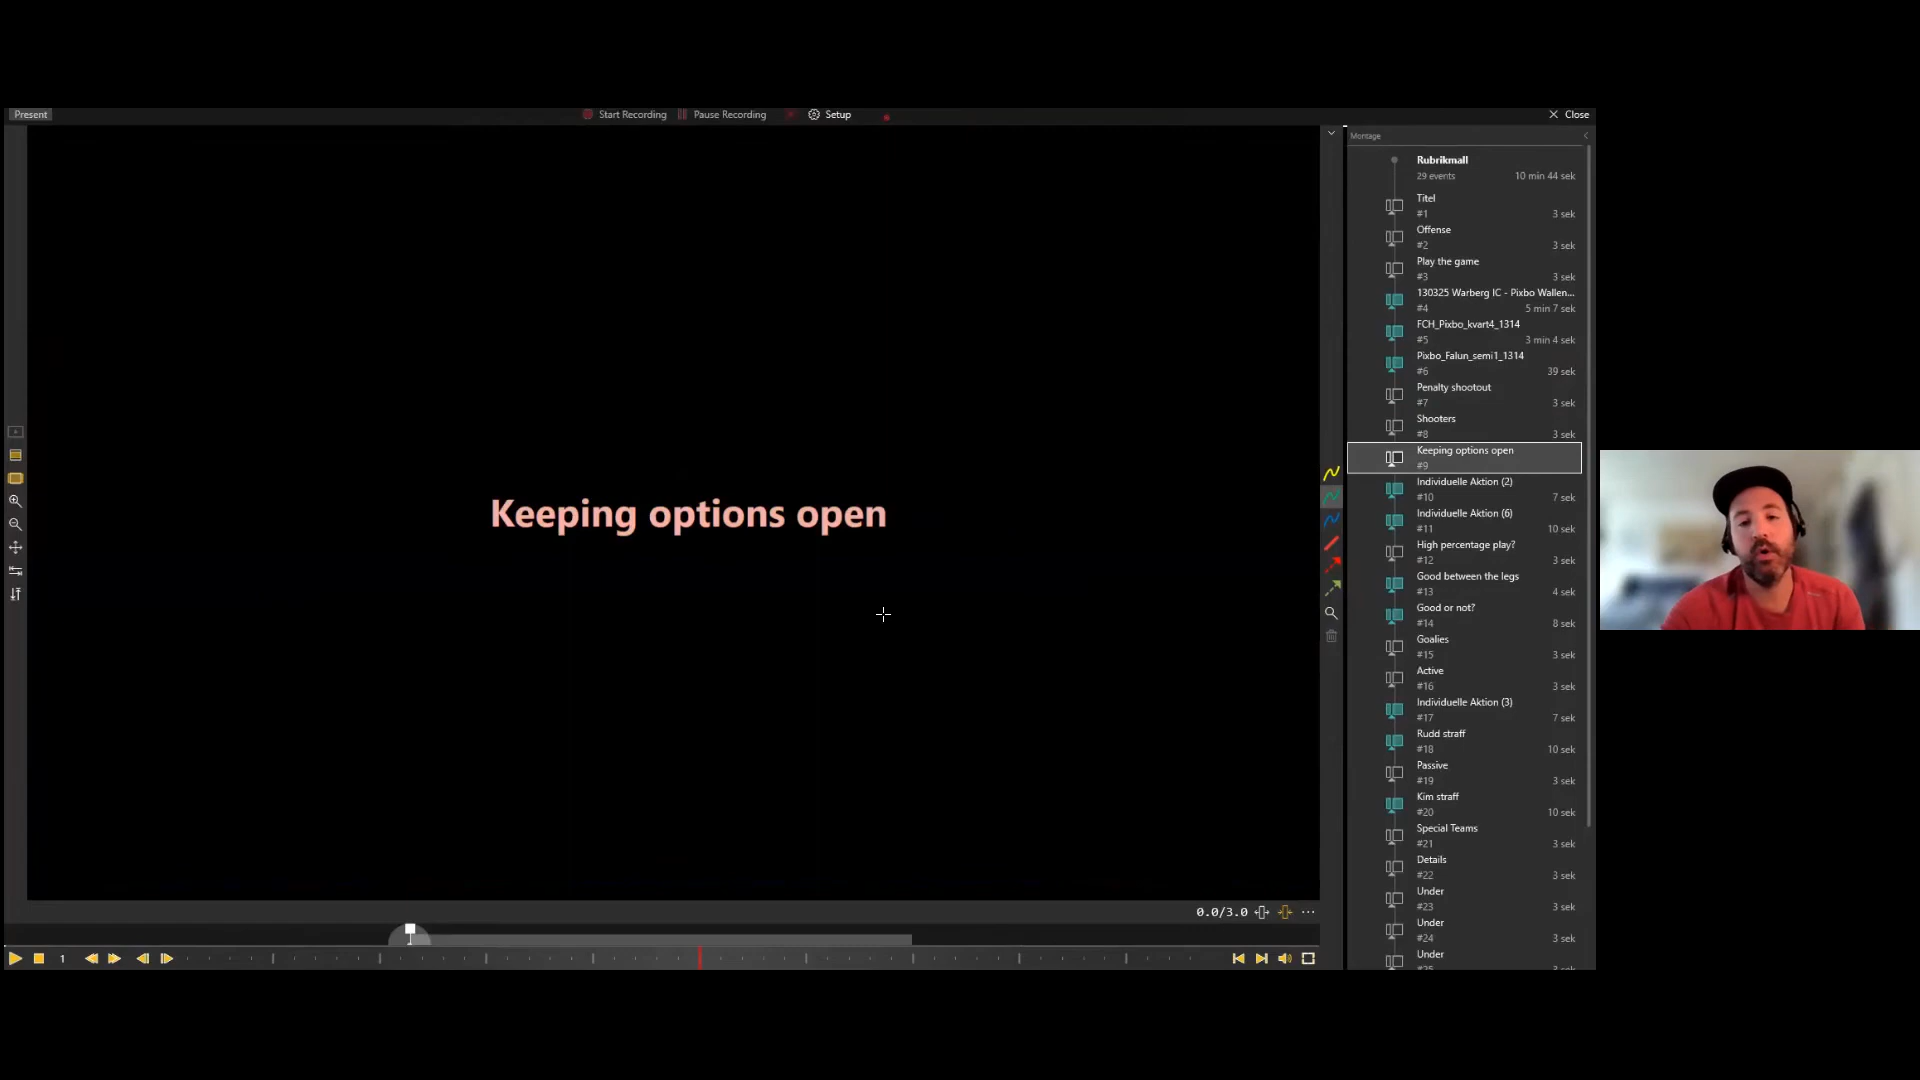 Present
Start Recording
Pause Recording
Setup
Close
Montage
Rubrikmall
29 events 10 min 44 sek
Titel
#1 3 sek
Offense
#2 3 sek
Play the game
#3 3 sek
130325 Warberg IC - Pixbo Wallen...
#4 5 min 7 sek
FCH_Pixbo_kvart4_1314
#5 3 min 4 sek
Pixbo_Falun_semi1_1314
#6 39 sek
Penalty shootout
#7 3 sek
Shooters
#8 3 sek
Keeping options open
#9
Individuelle Aktion (2)
#10 7 sek
Individuelle Aktion (6)
#11 10 sek
High percentage play?
#12 3 sek
Good between the legs
#13 4 sek
Good or not?
#14 8 sek
Goalies
#15 3 sek
Active
#16 3 sek
Individuelle Aktion (3)
#17 7 sek
Rudd straff
#18 10 sek
Passive
#19 3 sek
Kim straff
#20 10 sek
Special Teams
#21 3 sek
Details
#22 3 sek
Under
#23 3 sek
Under
#24 3 sek
Under
#25 3 sek
Keeping options open
0.0/3.0
1